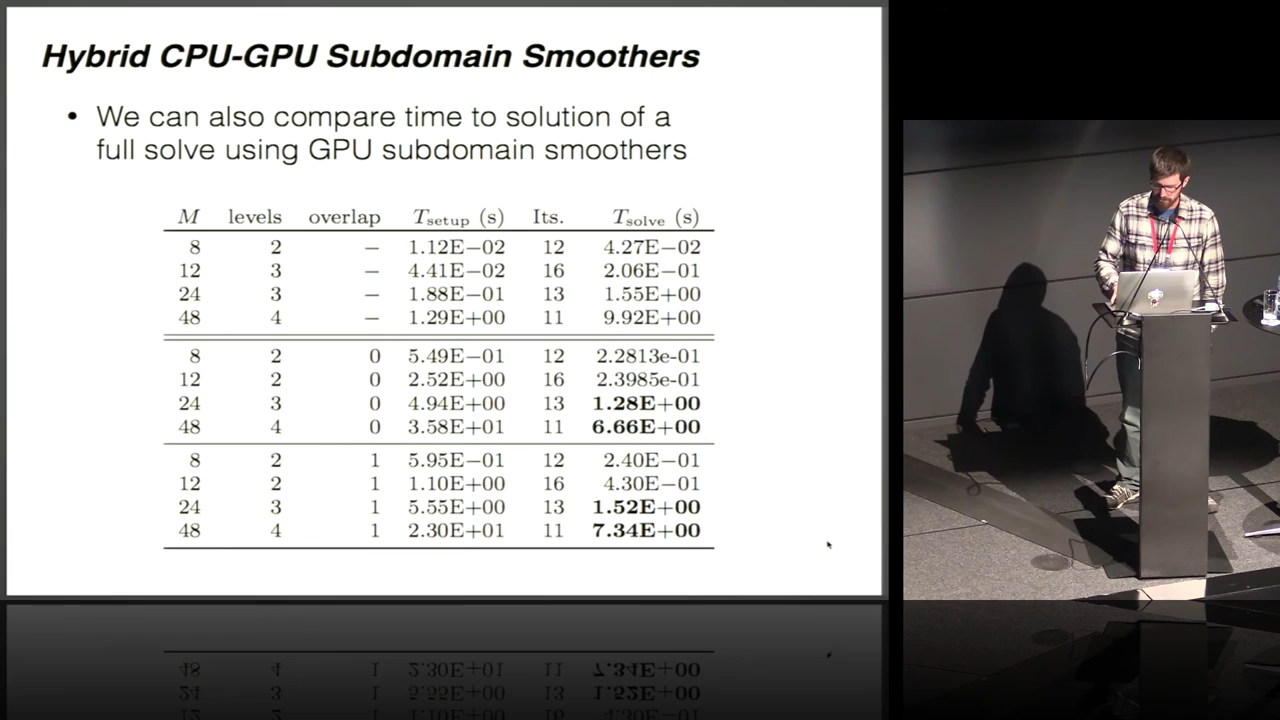 Hybrid CPU-GPU Subdomain Smoothers
• We can also compare time to solution of a
full solve using GPU subdomain smoothers
M levels overlap Tsetup (s) Its. Tsolve (s)
8 2 − 1.12E−02 12 4.27E−02
12 3 − 4.41E−02 16 2.06E−01
24 3 − 1.88E−01 13 1.55E+00
48 4 − 1.29E+00 11 9.92E+00
8 2 0 5.49E−01 12 2.2813e-01
12 2 0 2.52E+00 16 2.3985e-01
24 3 0 4.94E+00 13 1.28E+00
48 4 0 3.58E+01 11 6.66E+00
8 2 1 5.95E−01 12 2.40E−01
12 2 1 1.10E+00 16 4.30E−01
24 3 1 5.55E+00 13 1.52E+00
48 4 1 2.30E+01 11 7.34E+00